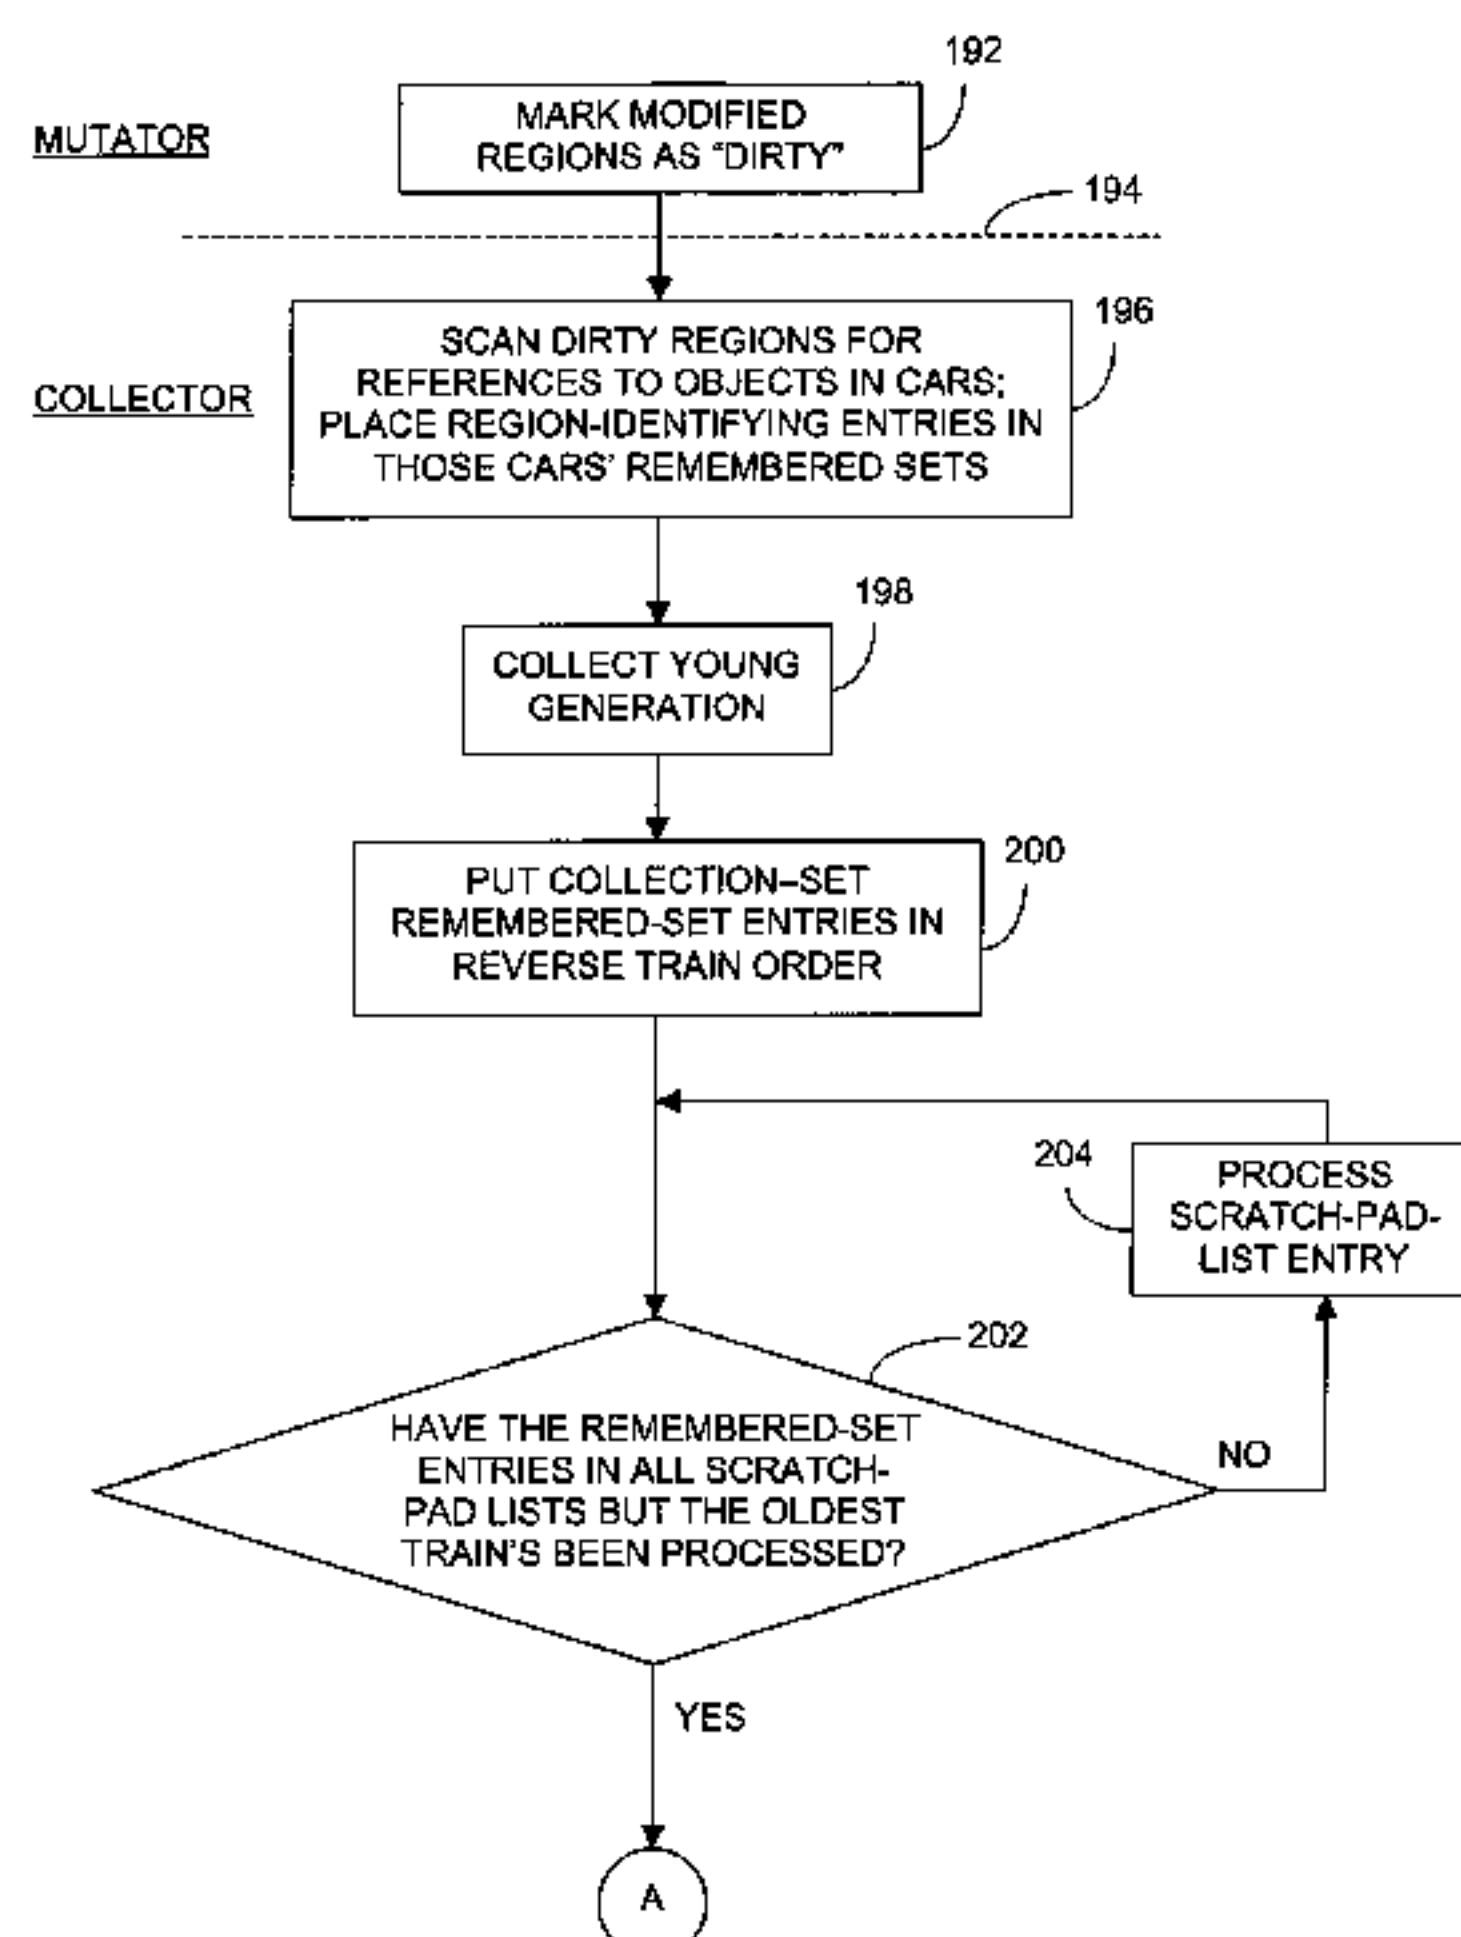 192
MUTATOR
MARK MODIFIED
REGIONS AS "DIRTY"
194
196
COLLECTOR
SCAN DIRTY REGIONS FOR
REFERENCES TO OBJECTS IN CARS;
PLACE REGION-IDENTIFYING ENTRIES IN
THOSE CARS' REMEMBERED SETS
198
COLLECT YOUNG
GENERATION
200
PUT COLLECTION–SET
REMEMBERED-SET ENTRIES IN
REVERSE TRAIN ORDER
204
PROCESS
SCRATCH-PAD-
LIST ENTRY
202
HAVE THE REMEMBERED-SET
ENTRIES IN ALL SCRATCH-
PAD LISTS BUT THE OLDEST
TRAIN'S BEEN PROCESSED?
NO
YES
A